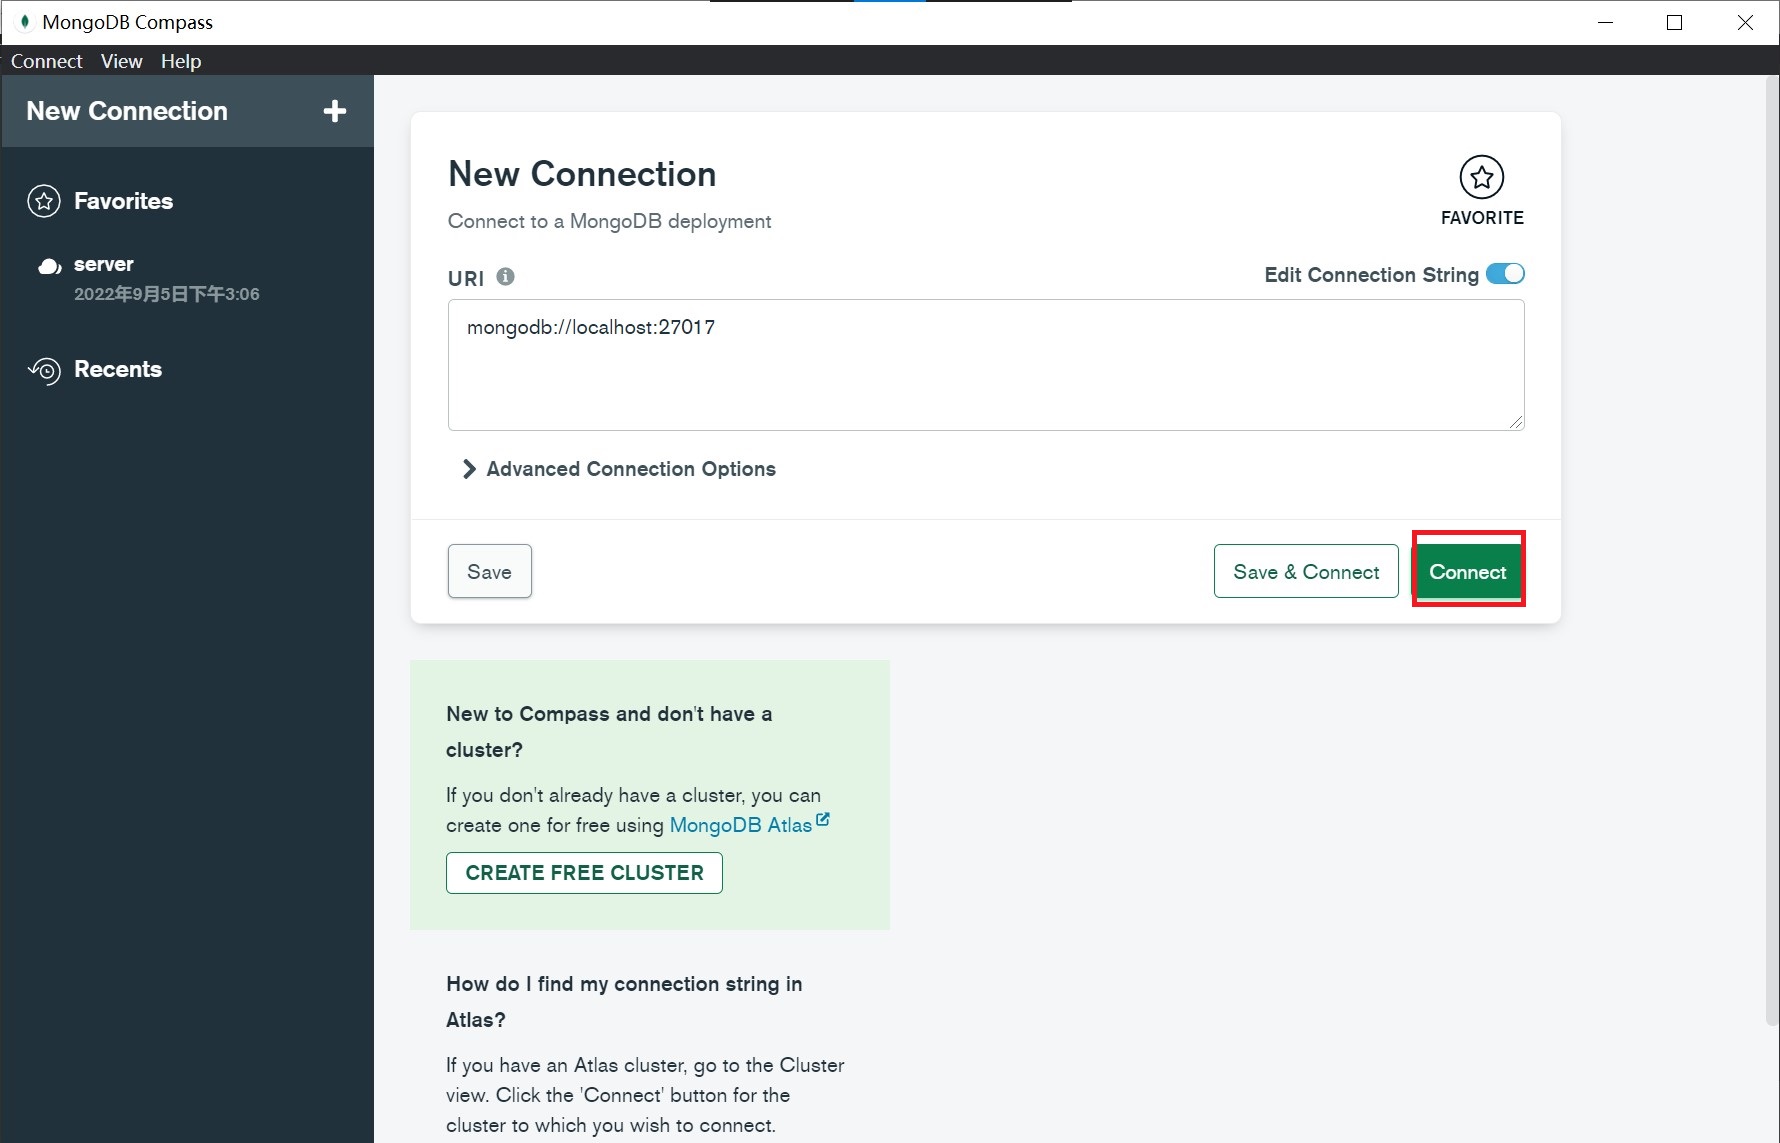 MongoDB Compass
Connect View Help
New Connection
Favorites
server
2022年9月5日下午3:06
Recents
New Connection
Connect to a MongoDB deployment
FAVORITE
URI
Edit Connection String
mongodb://localhost:27017
Advanced Connection Options
Save
Save & Connect
Connect
New to Compass and don't have a
cluster?
If you don't already have a cluster, you can
create one for free using MongoDB Atlas
CREATE FREE CLUSTER
How do I find my connection string in
Atlas?
If you have an Atlas cluster, go to the Cluster
view. Click the 'Connect' button for the
cluster to which you wish to connect.